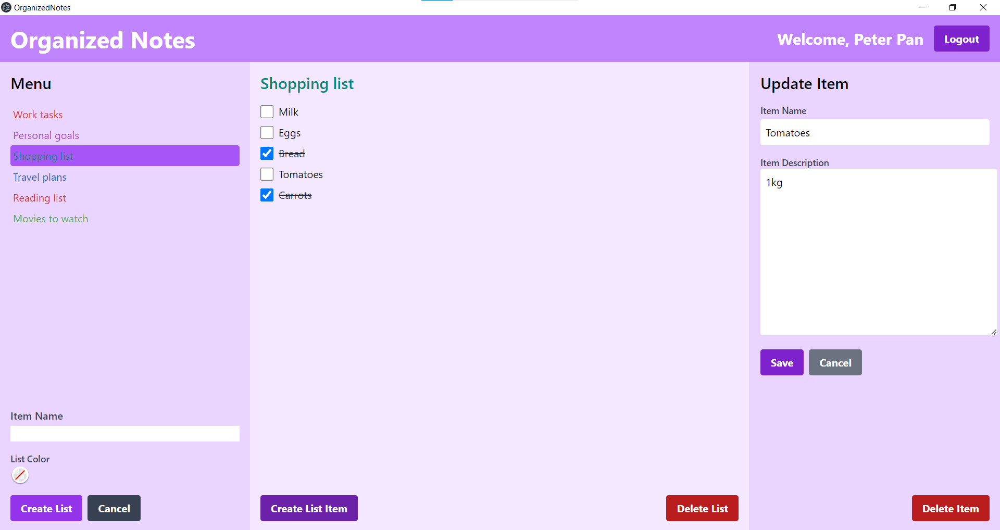 OrganizedNotes
Organized Notes
Welcome, Peter Pan
Logout
Menu
Work tasks
Personal goals
Shopping list
Travel plans
Reading list
Movies to watch
Item Name
List Color
Create List
Cancel
Shopping list
Milk
Eggs
Bread
Tomatoes
Carrots
Create List Item
Delete List
Update Item
Item Name
Tomatoes
Item Description
1kg
Save
Cancel
Delete Item